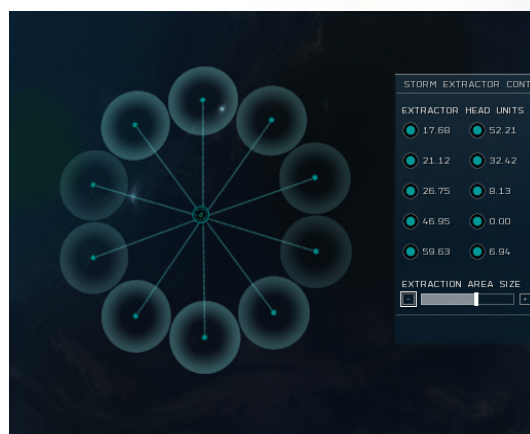 STORM EXTRACTOR CONT
EXTRACTOR HEAD UNITS
17.68 52.21
21.12 32.42
26.75 8.13
46.95 0.00
59.63 6.94
EXTRACTION AREA SIZE
- +